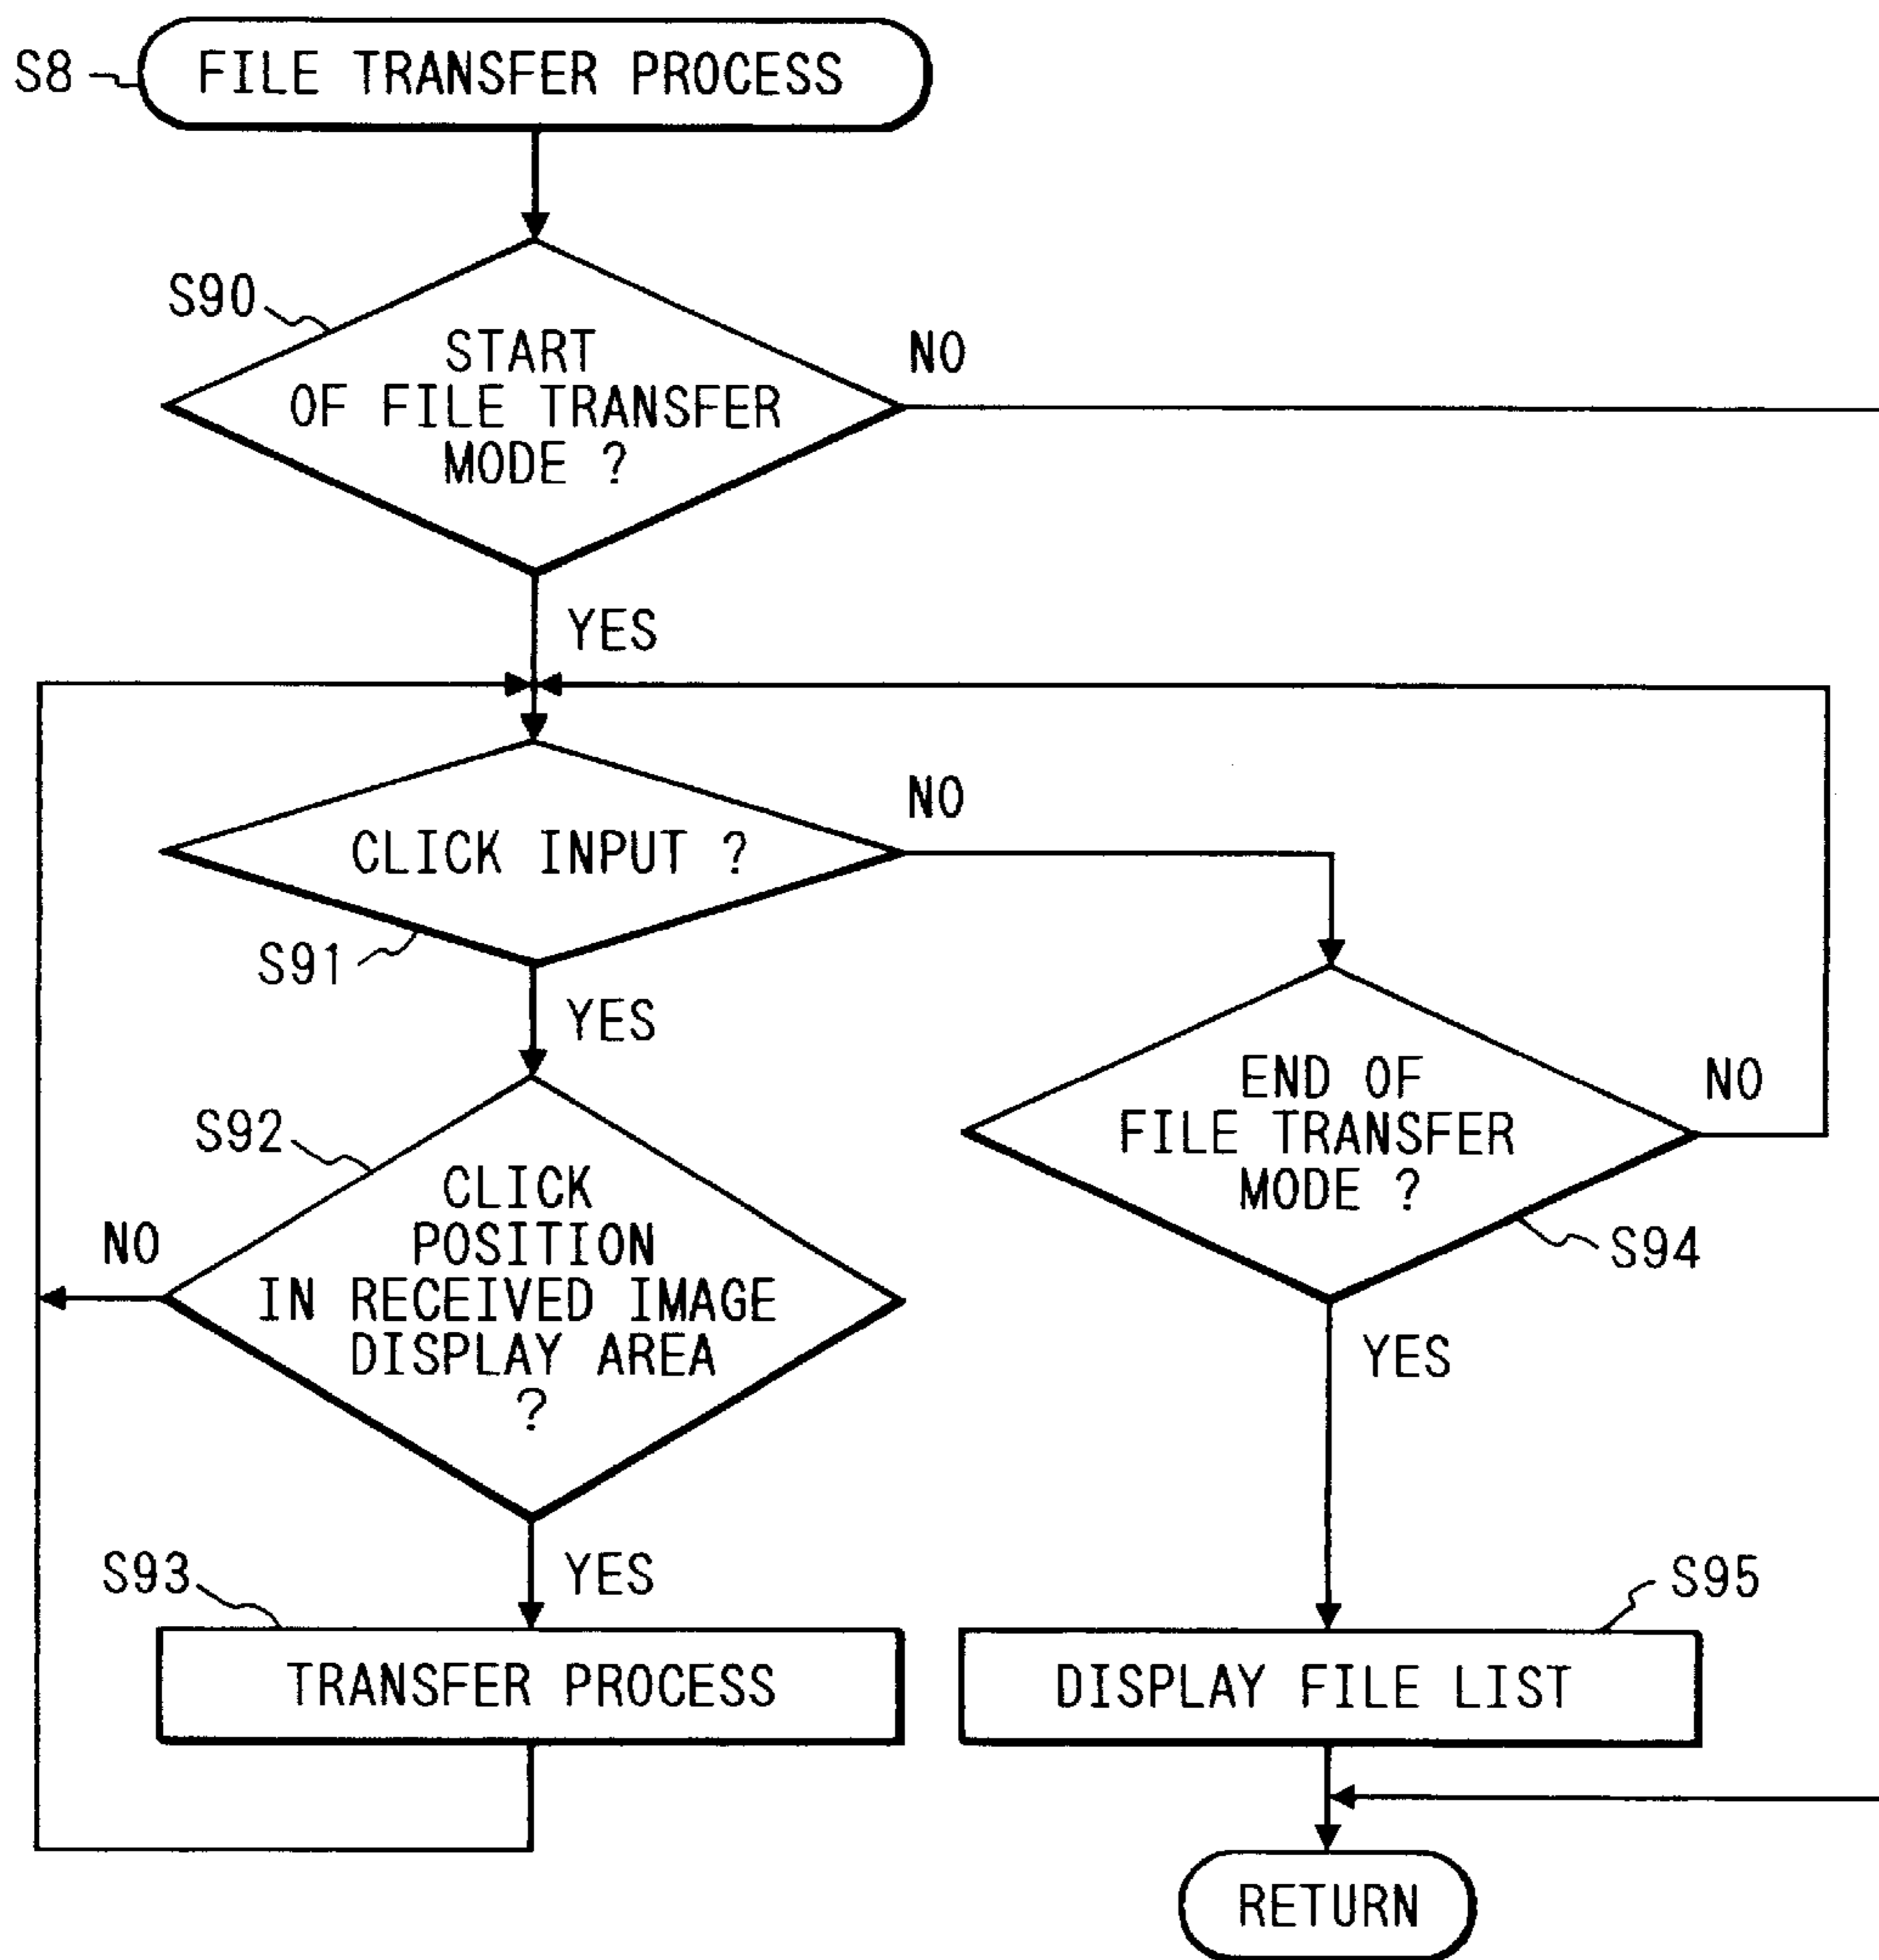 S8
FILE TRANSFER PROCESS
S90
START
OF FILE TRANSFER
MODE ?
NO
YES
CLICK INPUT ?
NO
S91
YES
S92
CLICK
POSITION
IN RECEIVED IMAGE
DISPLAY AREA
?
NO
YES
END OF
FILE TRANSFER
MODE ?
NO
S94
YES
S93
TRANSFER PROCESS
S95
DISPLAY FILE LIST
RETURN